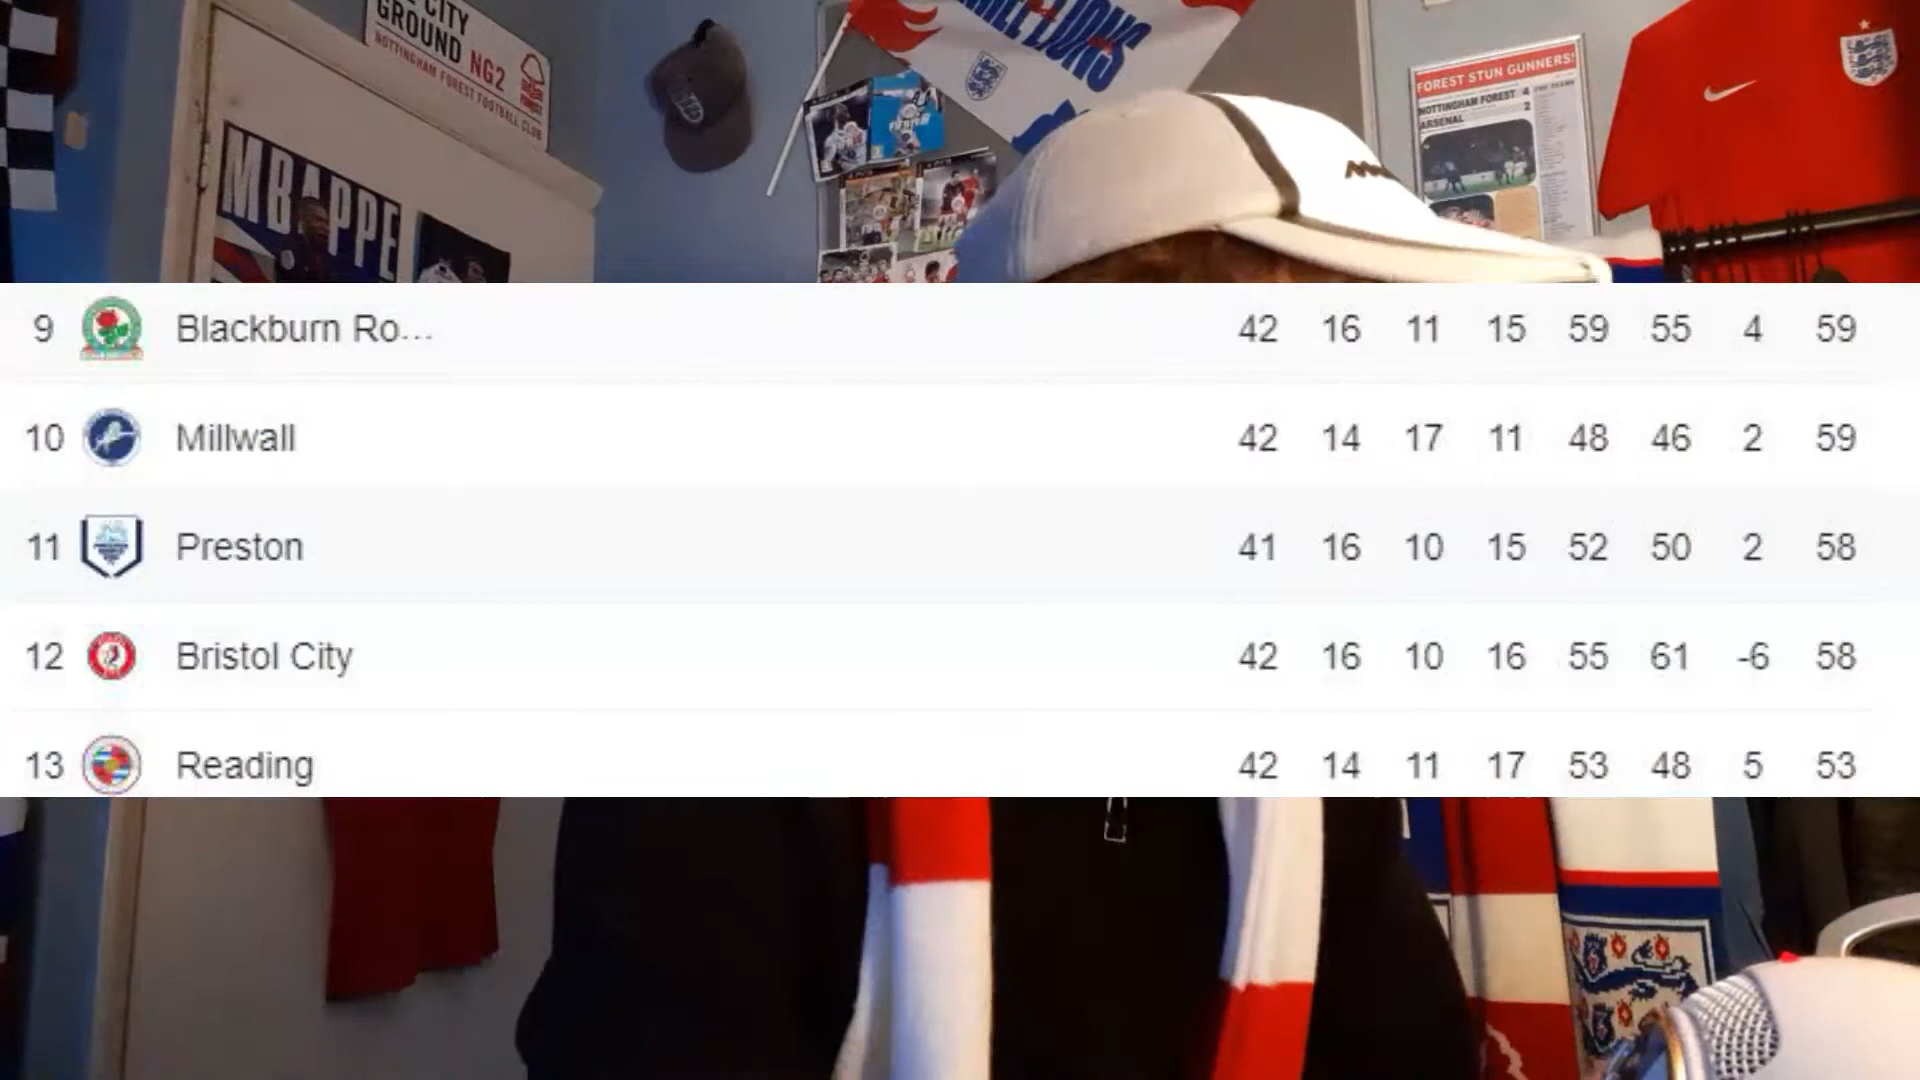 CITY
GROUND NG2
NOTTINGHAM FOREST FOOTBALL CLUB
LIONS
MBAPPE
FIFA
FOREST STUN GUNNERS!
NOTTINGHAM FOREST 4
ARSENAL 2
9 Blackburn Ro... 42 16 11 15 59 55 4 59
10 Millwall 42 14 17 11 48 46 2 59
11 Preston 41 16 10 15 52 50 2 58
12 Bristol City 42 16 10 16 55 61 -6 58
13 Reading 42 14 11 17 53 48 5 53